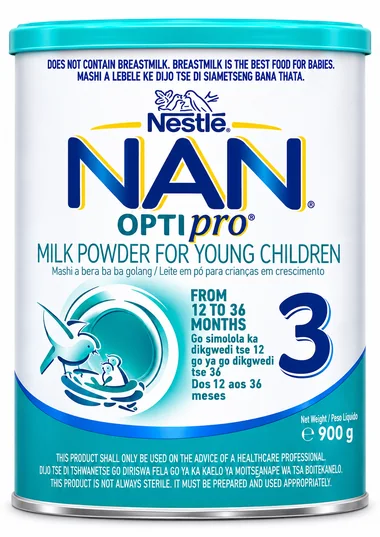 DOES NOT CONTAIN BREASTMILK. BREASTMILK IS THE BEST FOOD FOR BABIES.
MASHI A LEBELE KE DIJO TSE DI SIAMETSENG BANA THATA.
Nestlé®
NAN®
OPTIpro®
MILK POWDER FOR YOUNG CHILDREN
Mashi a bera ba ba golang / Leite em pó para crianças em crescimento
FROM
12 TO 36
MONTHS
Go simolola ka
dikgwedi tse 12
go ya go dikgwedi
tse 36
Dos 12 aos 36
meses
3
Net Weight / Peso Líquido
℮ 900 g
THIS PRODUCT SHALL ONLY BE USED ON THE ADVICE OF A HEALTHCARE PROFESSIONAL.
DIJO TSE DI TSHWANETSE GO DIRISWA FELA GO YA KA KAELO YA MOITSEANAPE WA TSA BOITEKANELO.
THIS PRODUCT IS NOT ALWAYS STERILE. IT MUST BE PREPARED AND USED APPROPRIATELY.